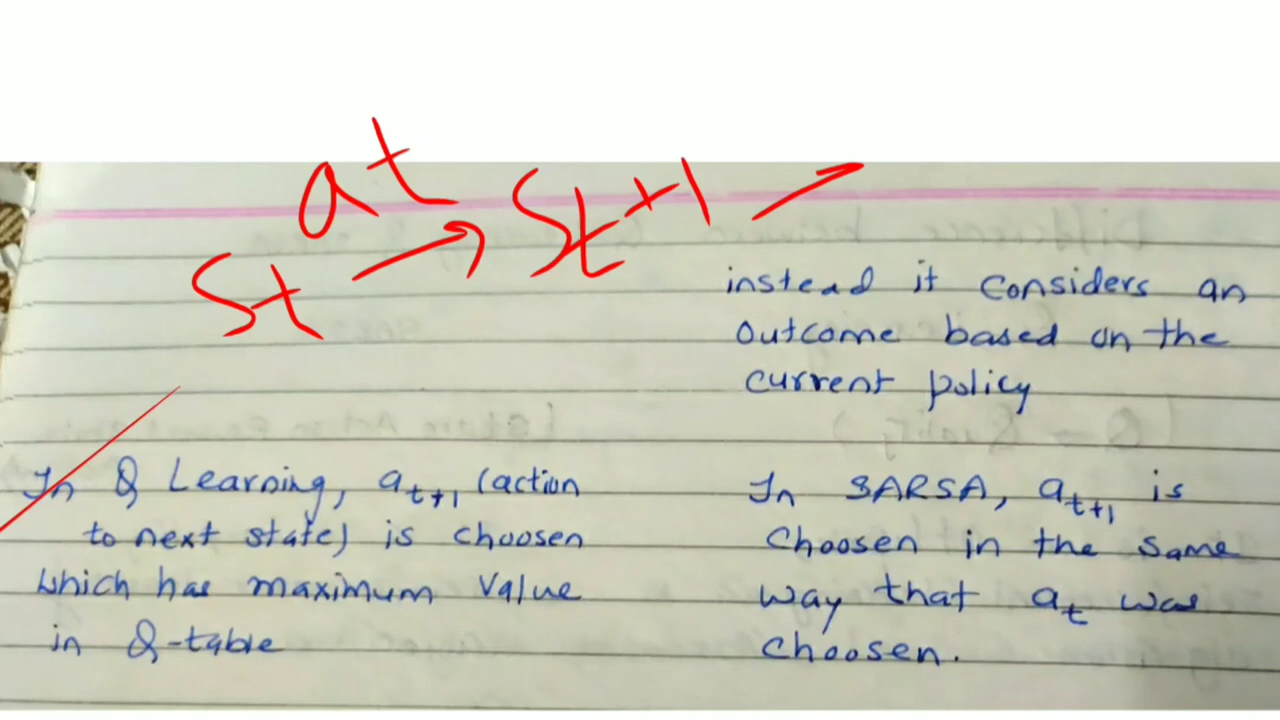 at
St → St+1 →
instead it considers an
outcome based on the
current policy
In Q Learning, at+1 (action
to next state) is choosen
which has maximum value
in Q-table
In SARSA, at+1 is
choosen in the same
way that at was
choosen.